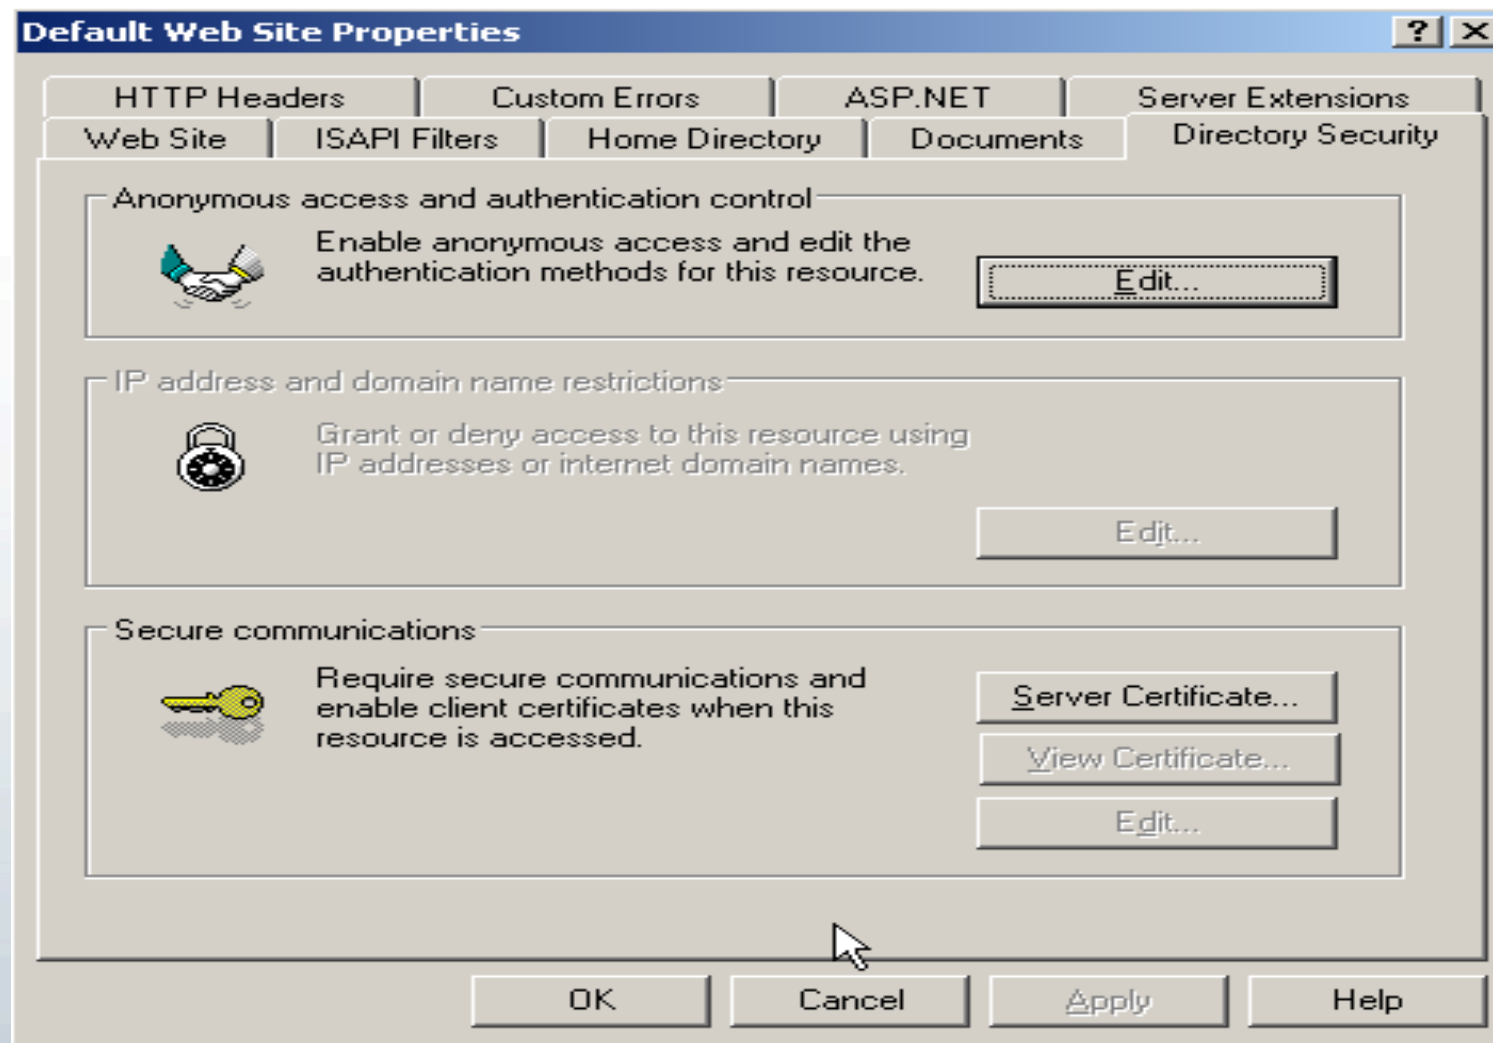 Default Web Site Properties
HTTP Headers
Custom Errors
ASP.NET
Server Extensions
Web Site
ISAPI Filters
Home Directory
Documents
Directory Security
Anonymous access and authentication control
Enable anonymous access and edit the
authentication methods for this resource.
Edit...
IP address and domain name restrictions
Grant or deny access to this resource using
IP addresses or internet domain names.
Edit...
Secure communications
Require secure communications and
enable client certificates when this
resource is accessed.
Server Certificate...
View Certificate...
Edit...
OK
Cancel
Apply
Help